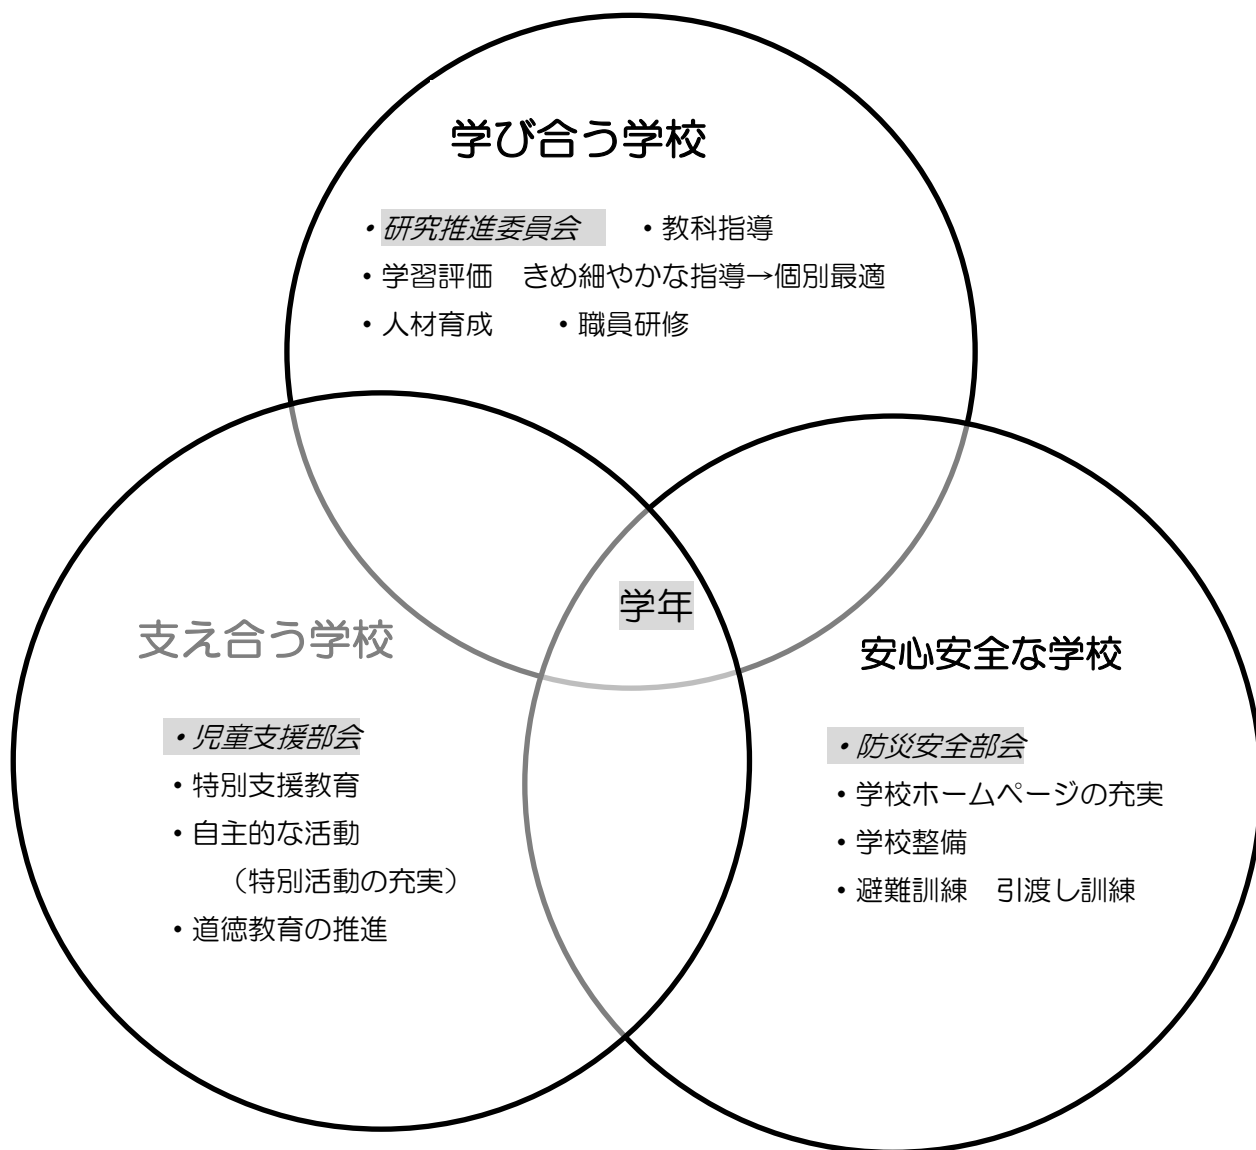 学び合う学校
・研究推進委員会　・教科指導
・学習評価　きめ細やかな指導→個別最適
・人材育成　　・職員研修
学年
支え合う学校
・児童支援部会
・特別支援教育
・自主的な活動
（特別活動の充実）
・道徳教育の推進
安心安全な学校
・防災安全部会
・学校ホームページの充実
・学校整備
・避難訓練　引渡し訓練